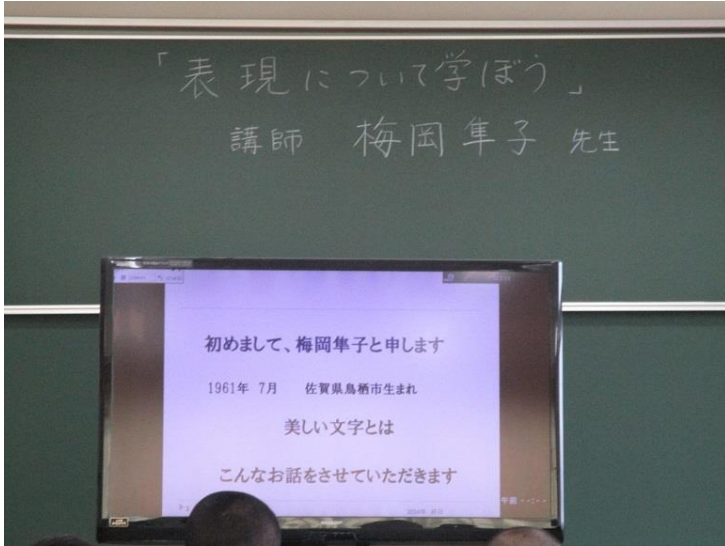 「表現について学ぼう」
講師 梅岡隼子 先生
初めまして、梅岡隼子と申します
1961年 7月 佐賀県鳥栖市生まれ
美しい文字とは
こんなお話をさせていただきます
午前